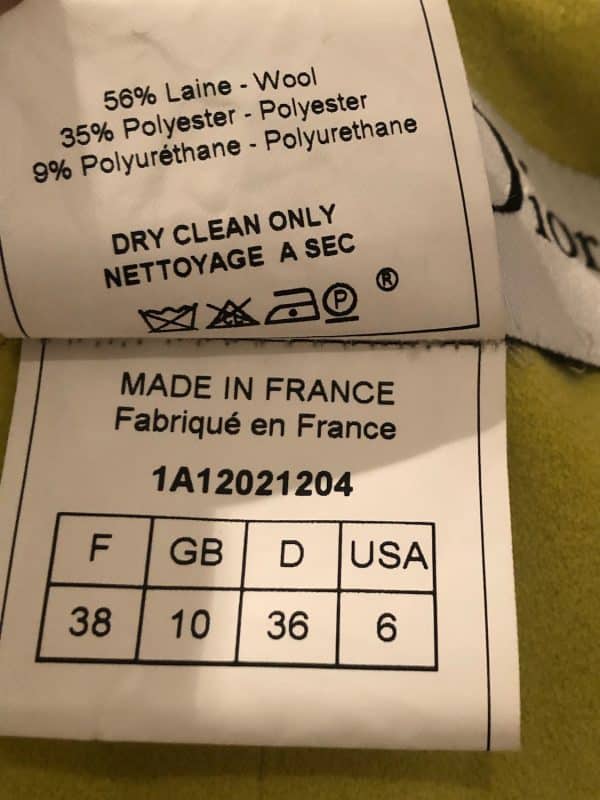 56% Laine - Wool
35% Polyester - Polyester
9% Polyuréthane - Polyurethane
DRY CLEAN ONLY
NETTOYAGE A SEC
P ®
Dior
MADE IN FRANCE
Fabriqué en France
1A12021204
F GB D USA
38 10 36 6